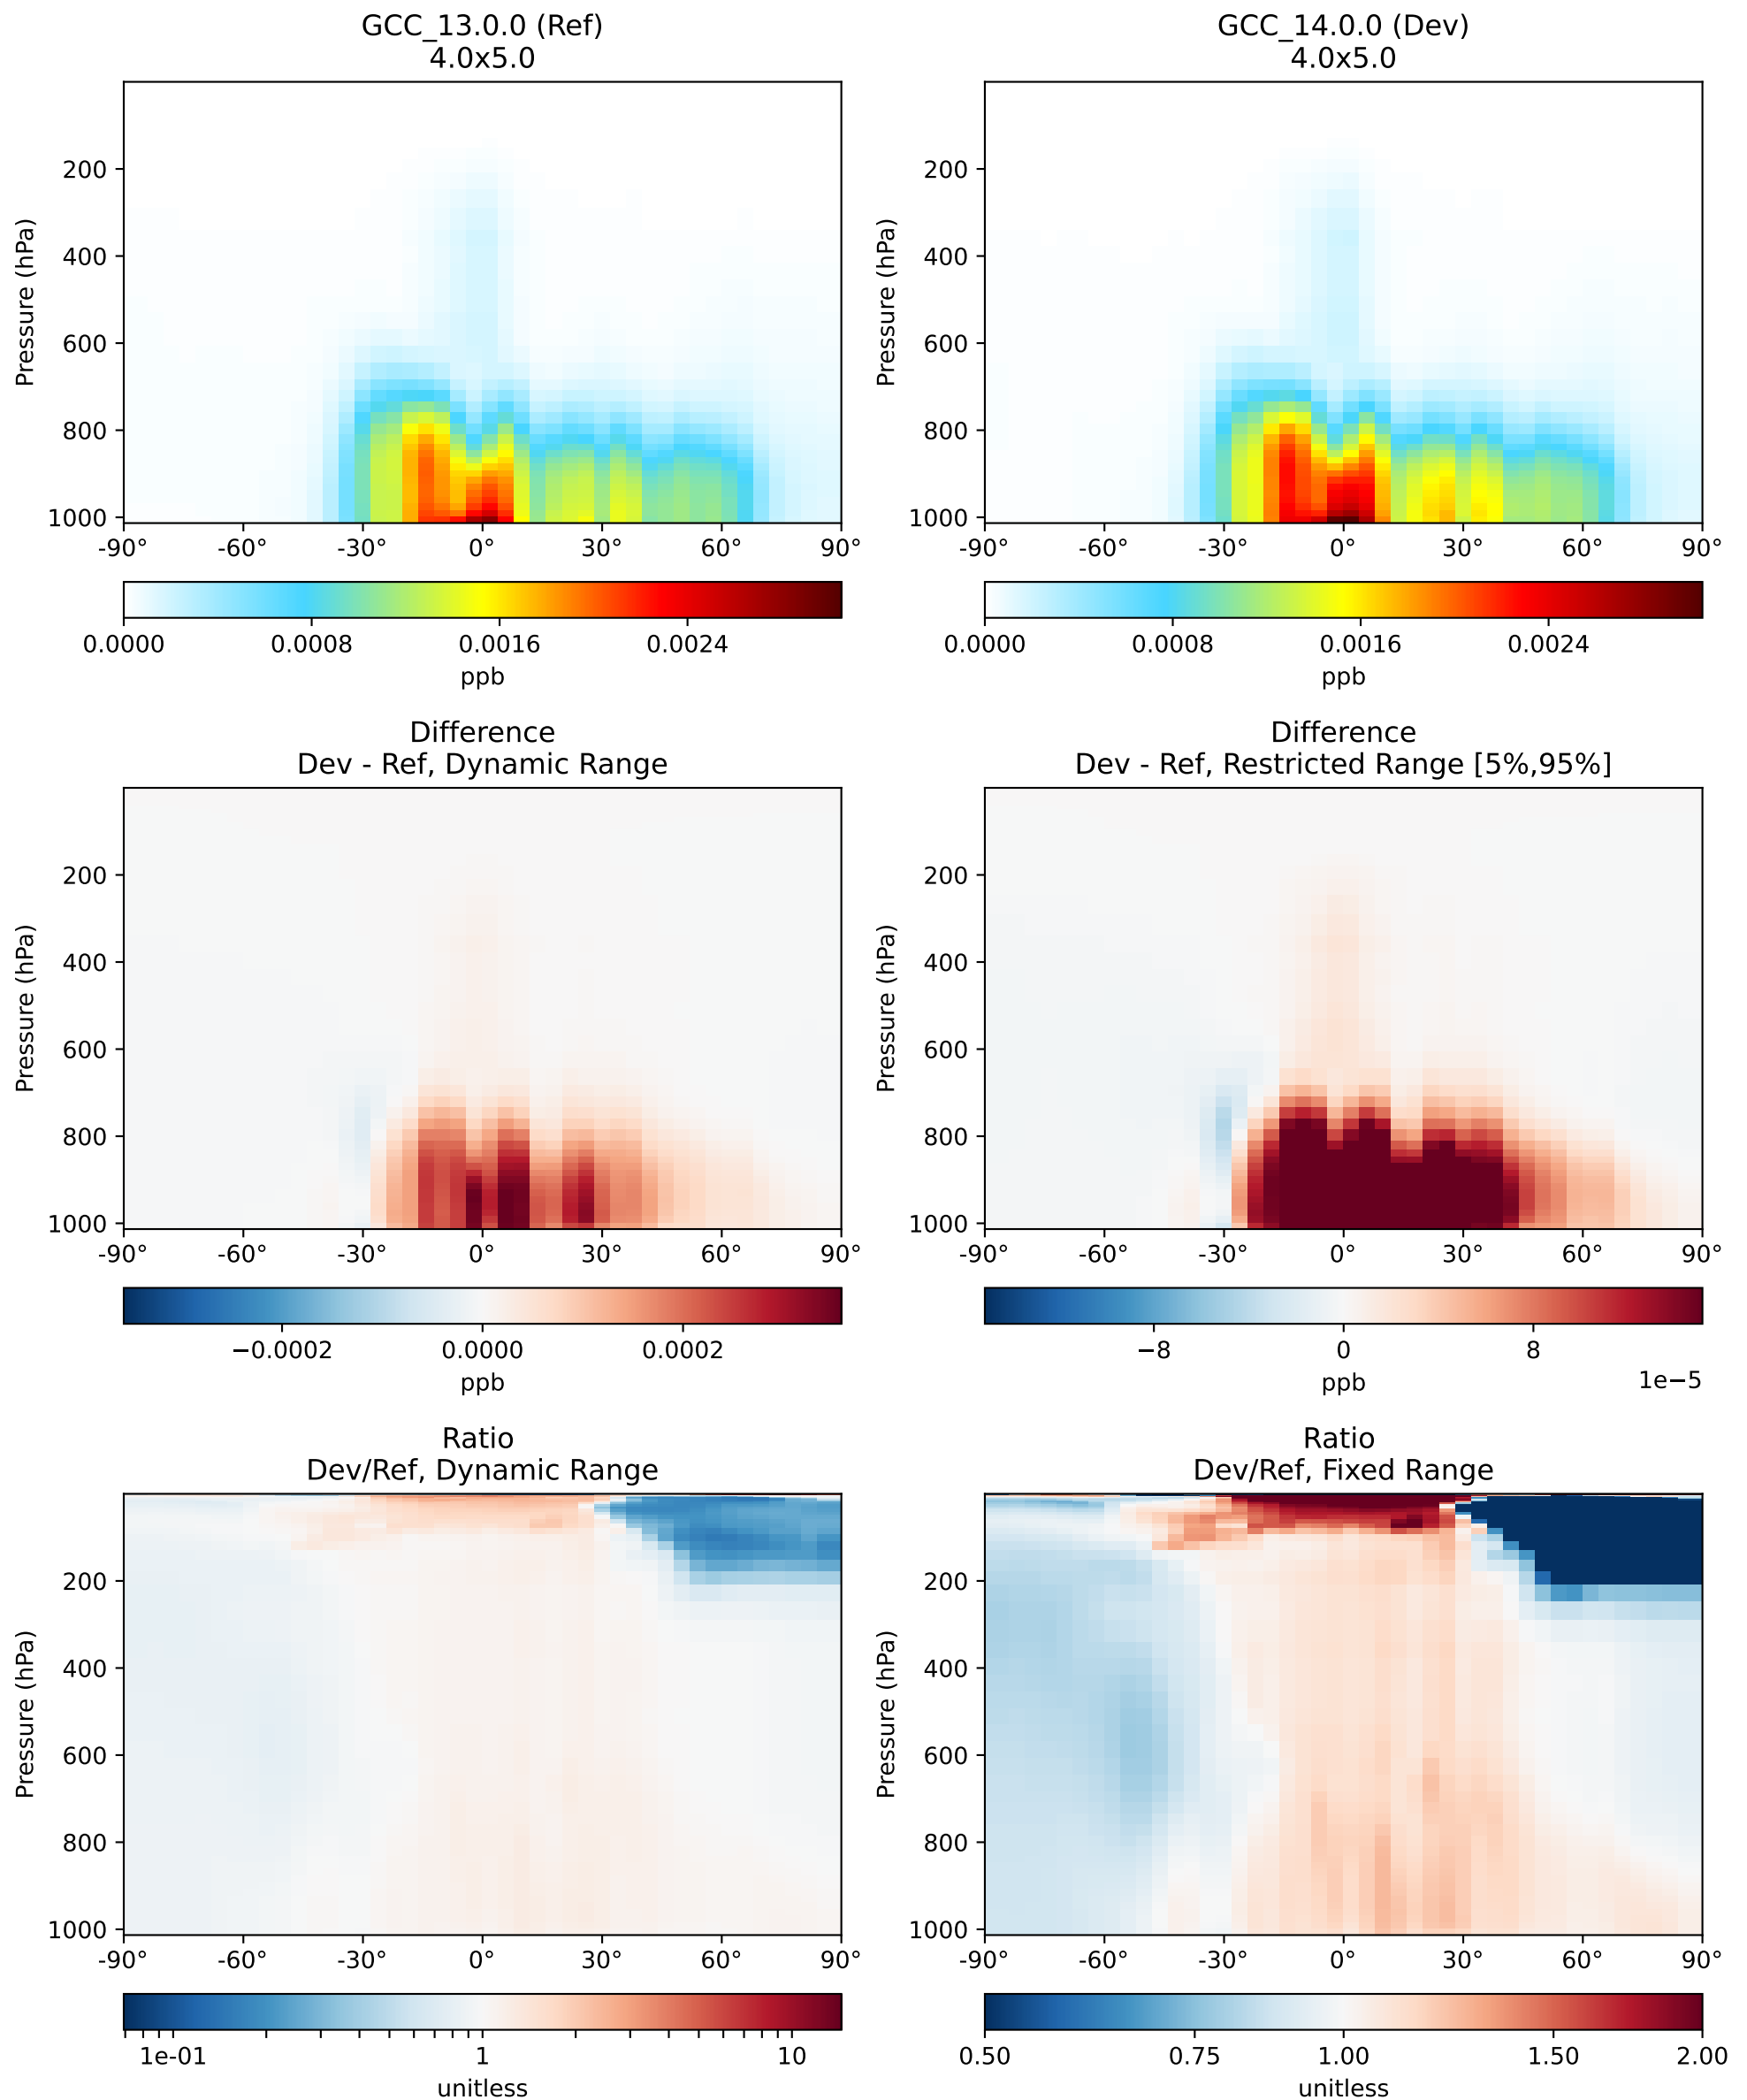 GCC_13.0.0 (Ref)
4.0x5.0
GCC_14.0.0 (Dev)
4.0x5.0
Pressure (hPa)
200
400
600
800
1000
-90° -60° -30° 0° 30° 60° 90°
0.0000 0.0008 0.0016 0.0024
ppb
Pressure (hPa)
200
400
600
800
1000
-90° -60° -30° 0° 30° 60° 90°
0.0000 0.0008 0.0016 0.0024
ppb
Difference
Dev - Ref, Dynamic Range
Difference
Dev - Ref, Restricted Range [5%,95%]
Pressure (hPa)
200
400
600
800
1000
-90° -60° -30° 0° 30° 60° 90°
−0.0002 0.0000 0.0002
ppb
Pressure (hPa)
200
400
600
800
1000
-90° -60° -30° 0° 30° 60° 90°
−8 0 8
ppb
1e−5
Ratio
Dev/Ref, Dynamic Range
Ratio
Dev/Ref, Fixed Range
Pressure (hPa)
200
400
600
800
1000
-90° -60° -30° 0° 30° 60° 90°
1e-01 1 10
unitless
Pressure (hPa)
200
400
600
800
1000
-90° -60° -30° 0° 30° 60° 90°
0.50 0.75 1.00 1.50 2.00
unitless